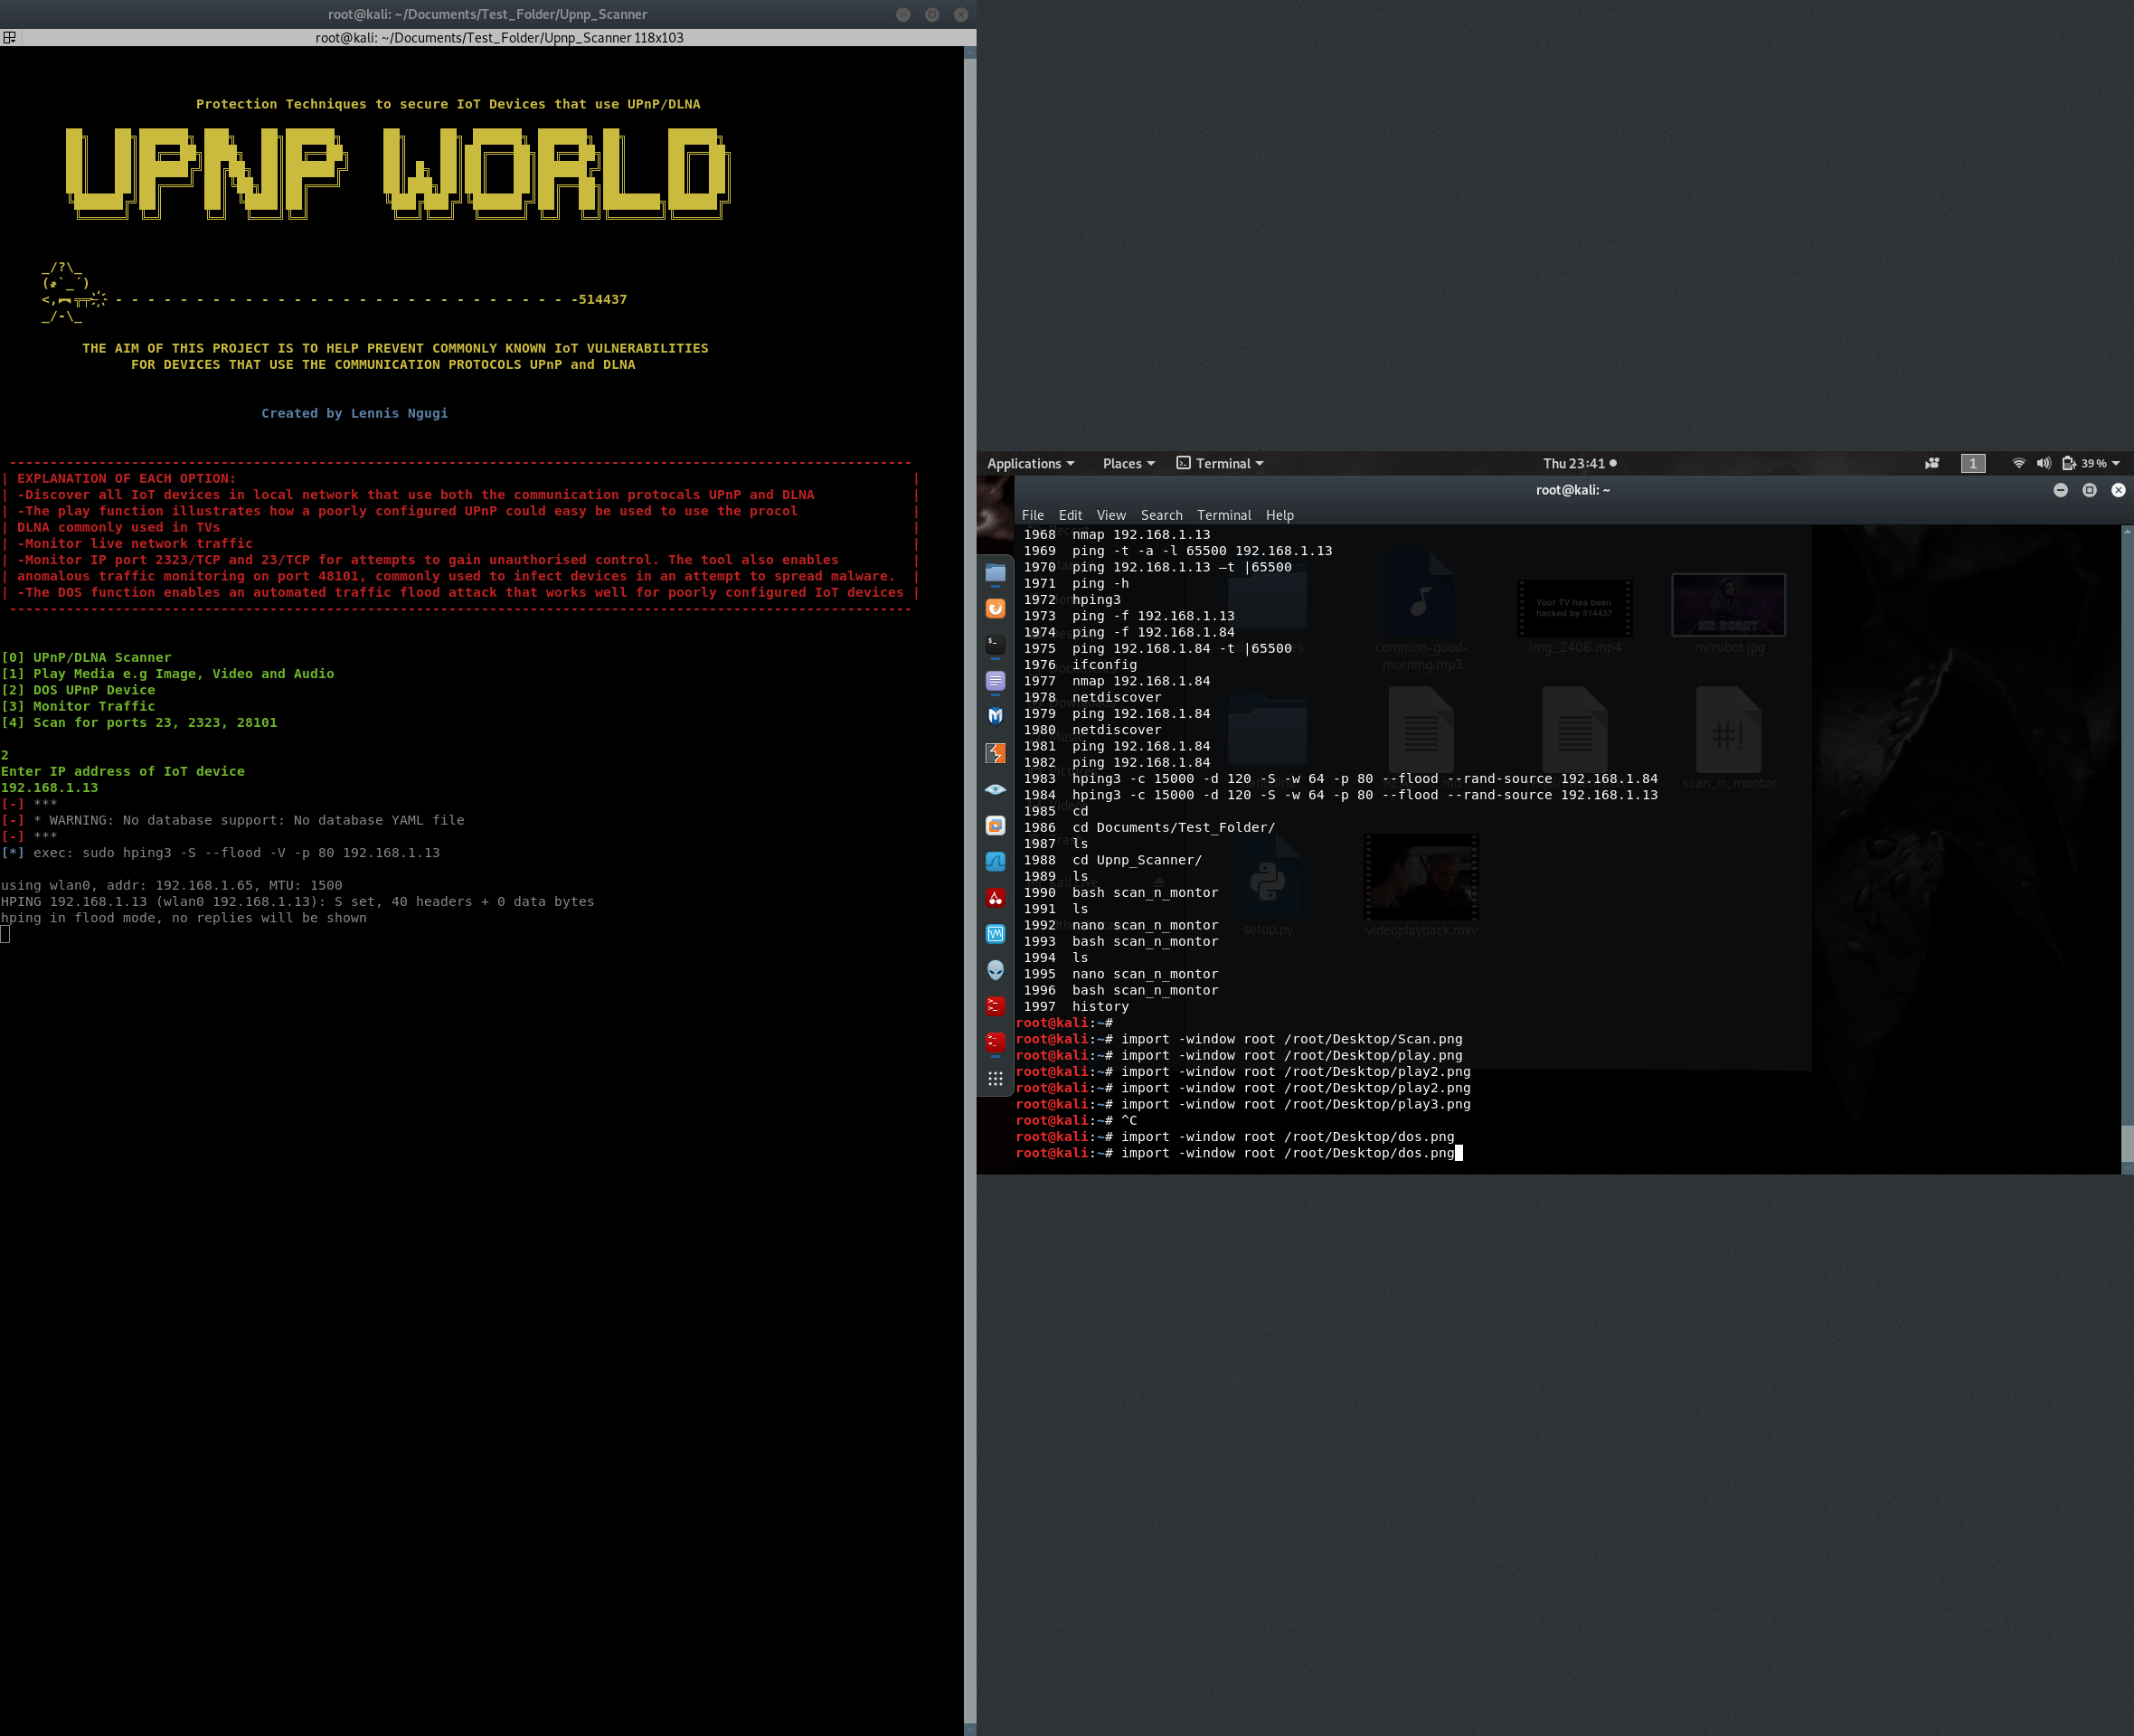 root@kali: ~/Documents/Test_Folder/Upnp_Scanner
root@kali: ~/Documents/Test_Folder/Upnp_Scanner 118x103
Protection Techniques to secure IoT Devices that use UPnP/DLNA
UPNP WORLD
_/?\_
-514437
_/-\_
THE AIM OF THIS PROJECT IS TO HELP PREVENT COMMONLY KNOWN IoT VULNERABILITIES
FOR DEVICES THAT USE THE COMMUNICATION PROTOCOLS UPnP and DLNA
Created by Lennis Ngugi
| EXPLANATION OF EACH OPTION: |
| -Discover all IoT devices in local network that use both the communication protocals UPnP and DLNA |
| -The play function illustrates how a poorly configured UPnP could easy be used to use the procol |
| DLNA commonly used in TVs |
| -Monitor live network traffic |
| -Monitor IP port 2323/TCP and 23/TCP for attempts to gain unauthorised control. The tool also enables |
| anomalous traffic monitoring on port 48101, commonly used to infect devices in an attempt to spread malware. |
| -The DOS function enables an automated traffic flood attack that works well for poorly configured IoT devices |
[0] UPnP/DLNA Scanner
[1] Play Media e.g Image, Video and Audio
[2] DOS UPnP Device
[3] Monitor Traffic
[4] Scan for ports 23, 2323, 28101
2
Enter IP address of IoT device
192.168.1.13
[-] ***
[-] * WARNING: No database support: No database YAML file
[-] ***
[*] exec: sudo hping3 -S --flood -V -p 80 192.168.1.13
using wlan0, addr: 192.168.1.65, MTU: 1500
HPING 192.168.1.13 (wlan0 192.168.1.13): S set, 40 headers + 0 data bytes
hping in flood mode, no replies will be shown
Applications Places Terminal Thu 23:41 1 39 %
root@kali: ~
File Edit View Search Terminal Help
1968 nmap 192.168.1.13
1969 ping -t -a -l 65500 192.168.1.13
1970 ping 192.168.1.13 –t |65500
1971 ping -h
1972 hping3
1973 ping -f 192.168.1.13
1974 ping -f 192.168.1.84
1975 ping 192.168.1.84 -t |65500
1976 ifconfig
1977 nmap 192.168.1.84
1978 netdiscover
1979 ping 192.168.1.84
1980 netdiscover
1981 ping 192.168.1.84
1982 ping 192.168.1.84
1983 hping3 -c 15000 -d 120 -S -w 64 -p 80 --flood --rand-source 192.168.1.84
1984 hping3 -c 15000 -d 120 -S -w 64 -p 80 --flood --rand-source 192.168.1.13
1985 cd
1986 cd Documents/Test_Folder/
1987 ls
1988 cd Upnp_Scanner/
1989 ls
1990 bash scan_n_montor
1991 ls
1992 nano scan_n_montor
1993 bash scan_n_montor
1994 ls
1995 nano scan_n_montor
1996 bash scan_n_montor
1997 history
root@kali:~#
root@kali:~# import -window root /root/Desktop/Scan.png
root@kali:~# import -window root /root/Desktop/play.png
root@kali:~# import -window root /root/Desktop/play2.png
root@kali:~# import -window root /root/Desktop/play2.png
root@kali:~# import -window root /root/Desktop/play3.png
root@kali:~# ^C
root@kali:~# import -window root /root/Desktop/dos.png
root@kali:~# import -window root /root/Desktop/dos.png
Your TV has been
hacked by 514437
MR ROBOT
common-good-
morning.mp3
img_2406.mp4
mrrobot.jpg
scan_n_montor
setup.py
videoplayback.mkv